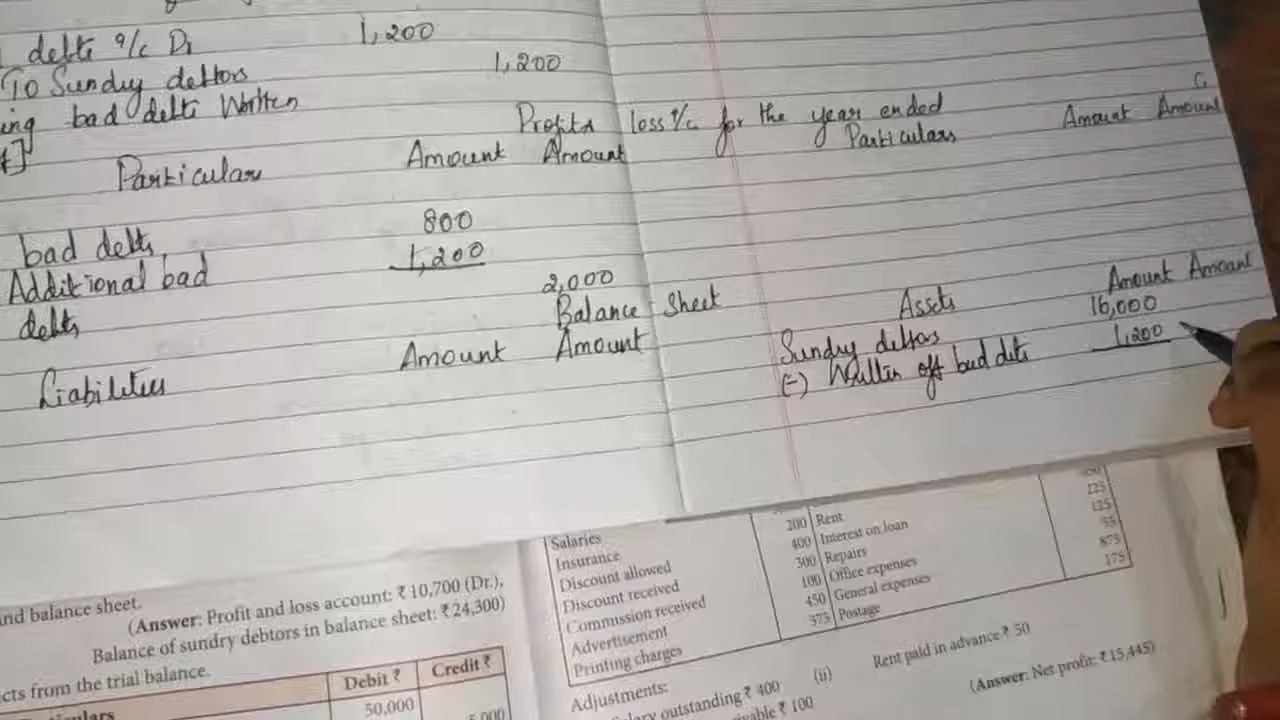 debts a/c Dr 1,200
To Sundry debtors 1,200
ing bad debts Written
f]
Profit & loss a/c for the year ended
Particulars Amount Amount Particulars Amount Amount
bad debts 800
Additional bad 1,200
debts 2,000
Balance Sheet
Liabilities Amount Amount Assets Amount Amount
Sundry debtors 16,000
(-) Written off bad debts 1,200
and balance sheet.
(Answer: Profit and loss account: ₹ 10,700 (Dr.),
Balance of sundry debtors in balance sheet: ₹ 24,300)
cts from the trial balance.
Debit ₹ Credit ₹
50,000
Salaries 200 Rent 125
Insurance 400 Interest on loan 125
Discount allowed 300 Repairs 55
Discount received 100 Office expenses 875
Commission received 450 General expenses 175
Advertisement 375 Postage
Printing charges
Adjustments:
outstanding ₹ 400 (ii) Rent paid in advance ₹ 50
₹ 100
(Answer: Net profit: ₹ 15,445)